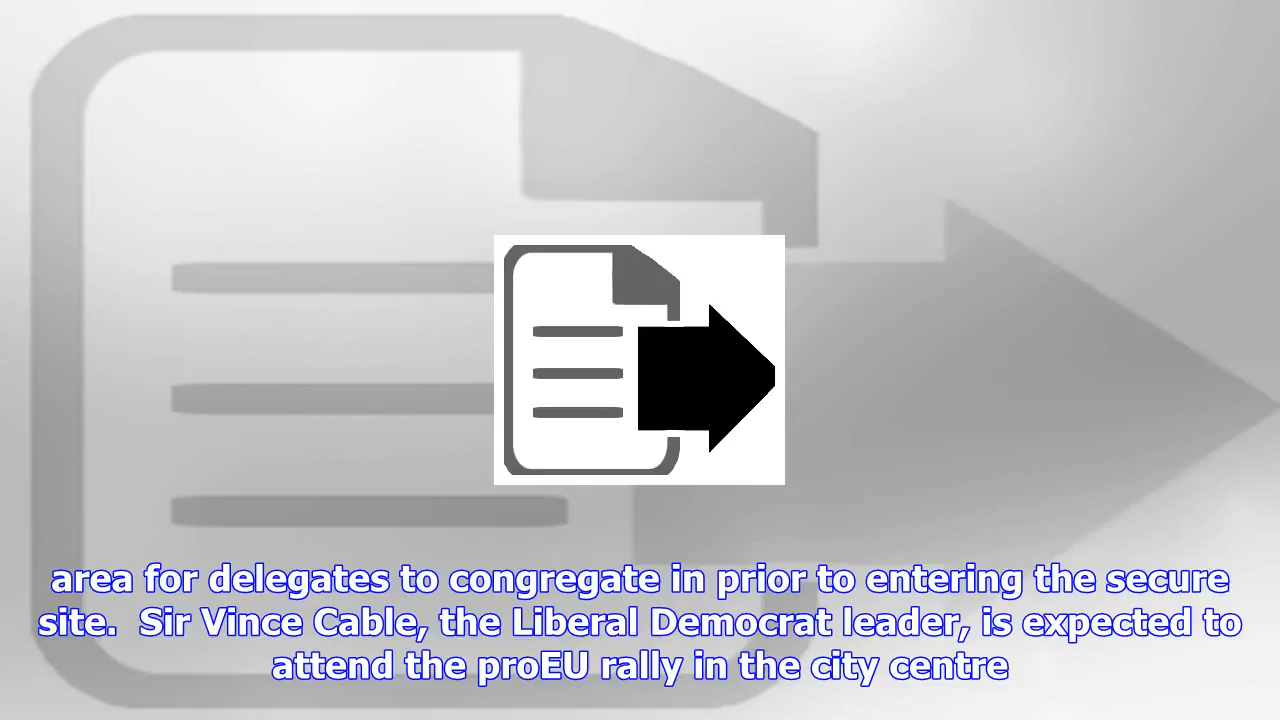 area for delegates to congregate in prior to entering the secure
site.  Sir Vince Cable, the Liberal Democrat leader, is expected to
attend the proEU rally in the city centre